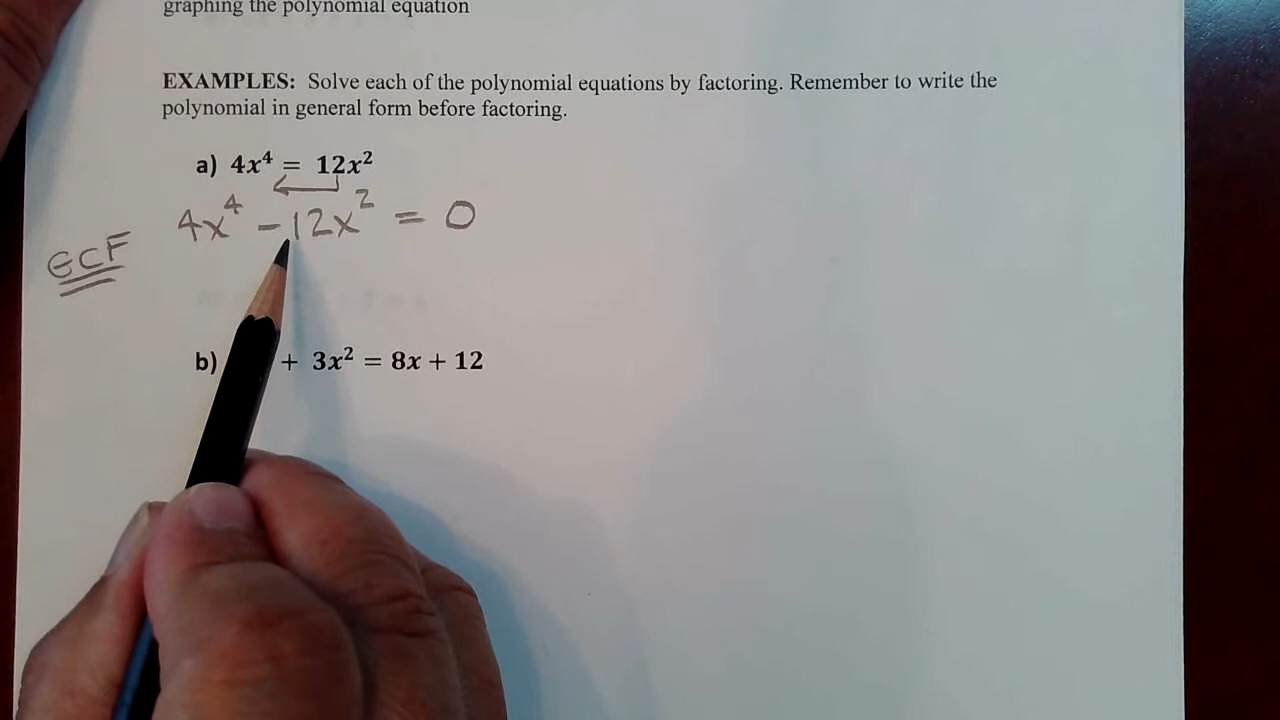 graphing the polynomial equation
EXAMPLES: Solve each of the polynomial equations by factoring. Remember to write the
polynomial in general form before factoring.
a) 4x⁴ = 12x²
4x⁴ - 12x² = 0
GCF
b) + 3x² = 8x + 12